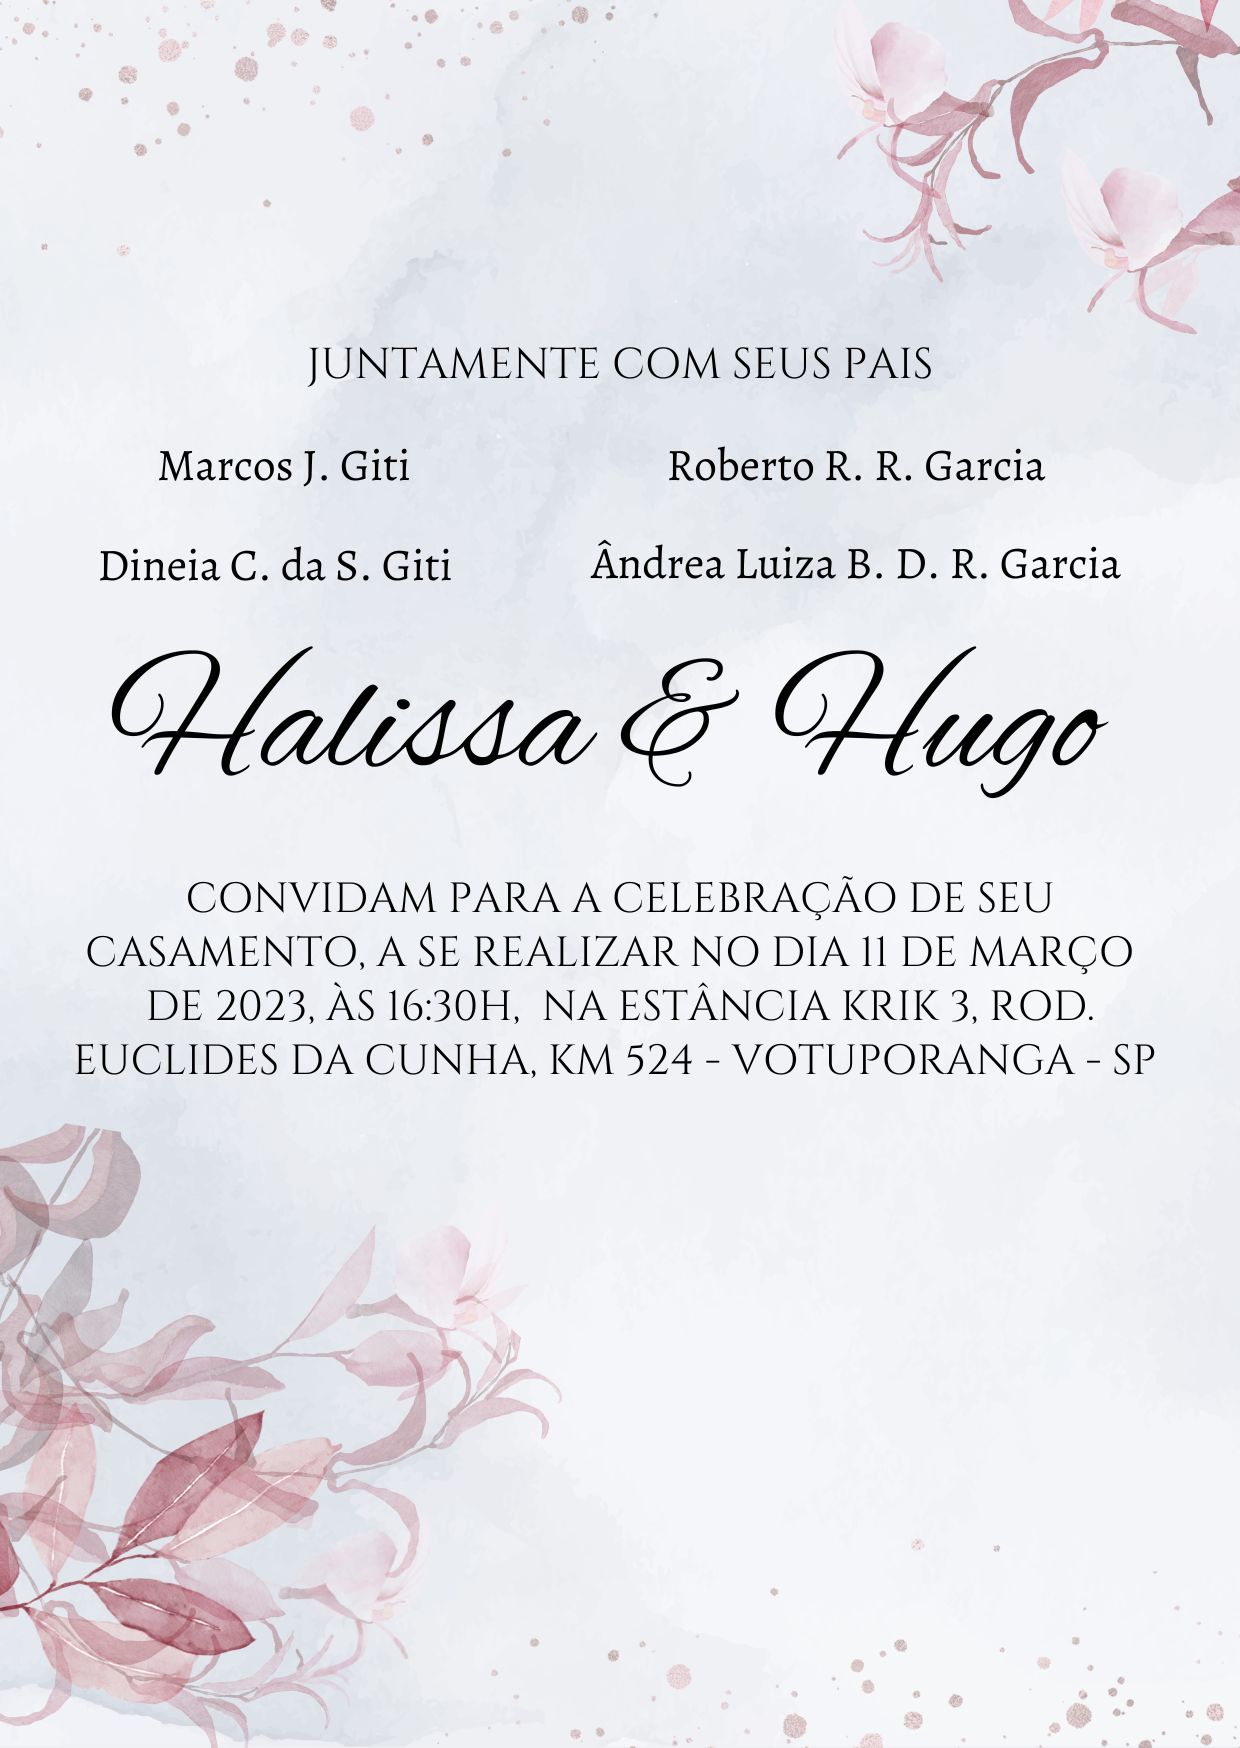 JUNTAMENTE COM SEUS PAIS
Marcos J. Giti
Roberto R. R. Garcia
Dineia C. da S. Giti
Ândrea Luiza B. D. R. Garcia
Halissa & Hugo
CONVIDAM PARA A CELEBRAÇÃO DE SEU
CASAMENTO, A SE REALIZAR NO DIA 11 DE MARÇO
DE 2023, ÀS 16:30H, NA ESTÂNCIA KRIK 3, ROD.
EUCLIDES DA CUNHA, KM 524 - VOTUPORANGA - SP